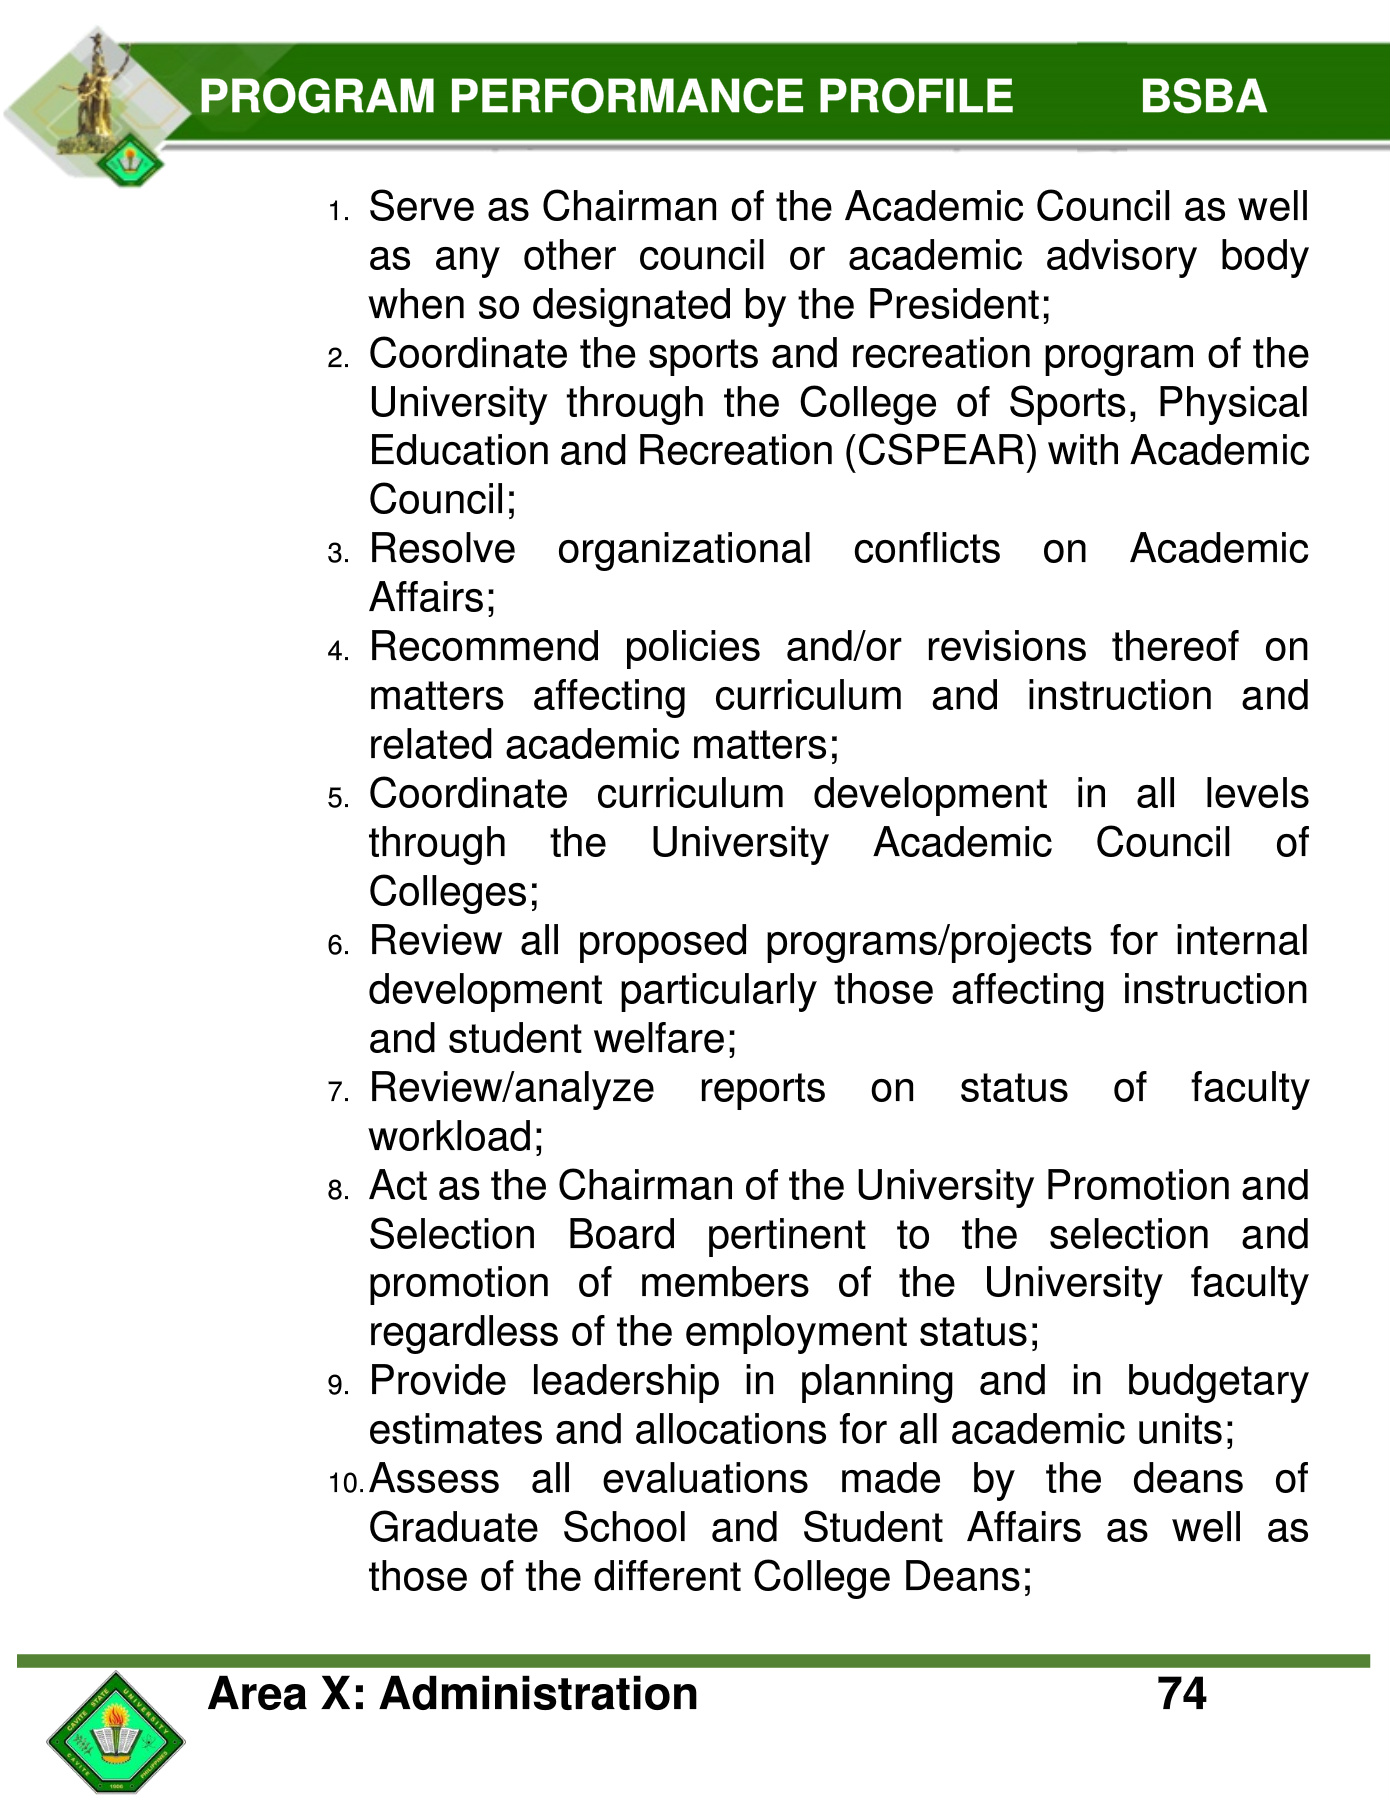 PROGRAM PERFORMANCE PROFILE BSBA
1. Serve as Chairman of the Academic Council as well
as any other council or academic advisory body
when so designated by the President;
2. Coordinate the sports and recreation program of the
University through the College of Sports, Physical
Education and Recreation (CSPEAR) with Academic
Council;
3. Resolve organizational conflicts on Academic
Affairs;
4. Recommend policies and/or revisions thereof on
matters affecting curriculum and instruction and
related academic matters;
5. Coordinate curriculum development in all levels
through the University Academic Council of
Colleges;
6. Review all proposed programs/projects for internal
development particularly those affecting instruction
and student welfare;
7. Review/analyze reports on status of faculty
workload;
8. Act as the Chairman of the University Promotion and
Selection Board pertinent to the selection and
promotion of members of the University faculty
regardless of the employment status;
9. Provide leadership in planning and in budgetary
estimates and allocations for all academic units;
10. Assess all evaluations made by the deans of
Graduate School and Student Affairs as well as
those of the different College Deans;
Area X: Administration 74
CAVITE STATE UNIVERSITY
CAVITE PHILIPPINES